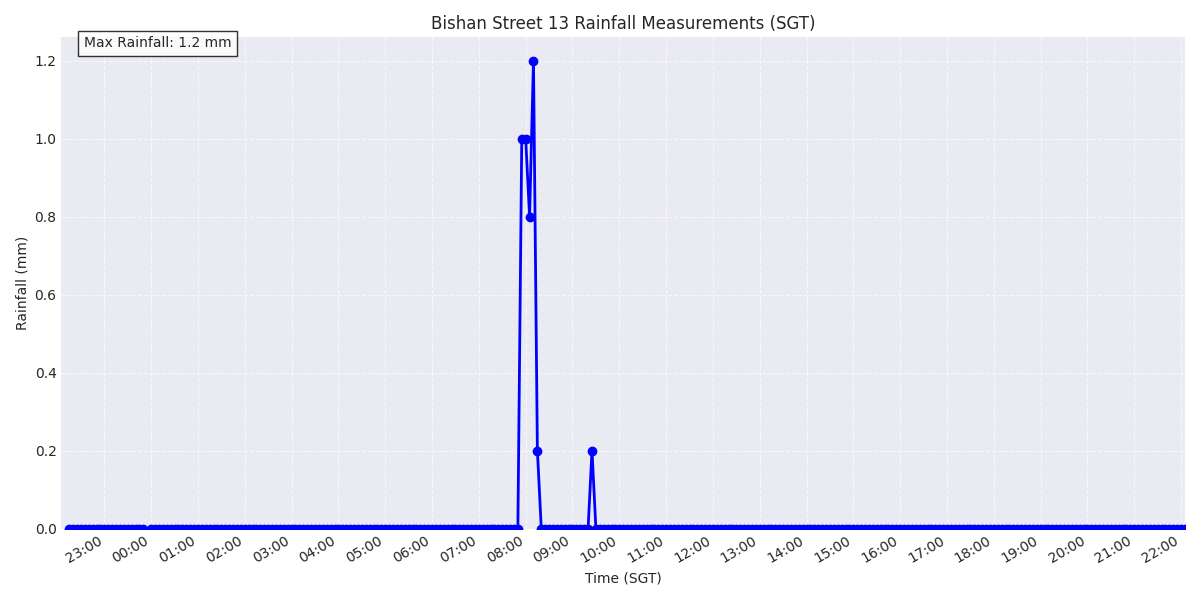 Bishan Street 13 Rainfall Measurements (SGT)
Max Rainfall: 1.2 mm
1.2
1.0
0.8
0.6
0.4
0.2
0.0
Rainfall (mm)
23:00 00:00 01:00 02:00 03:00 04:00 05:00 06:00 07:00 08:00 09:00 10:00 11:00 12:00 13:00 14:00 15:00 16:00 17:00 18:00 19:00 20:00 21:00 22:00
Time (SGT)